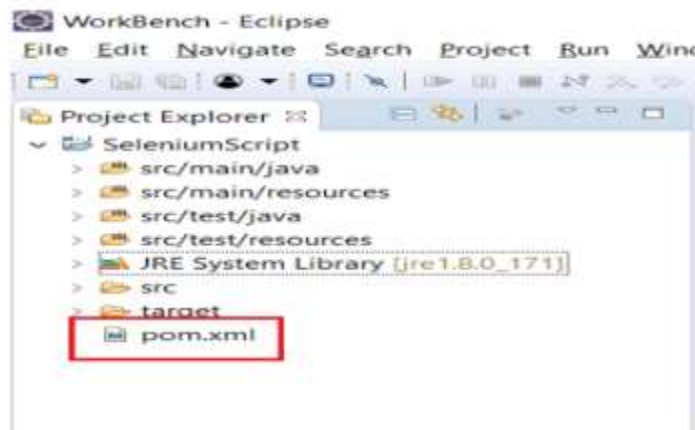 WorkBench - Eclipse
File Edit Navigate Search Project Run Wind
Project Explorer
SeleniumScript
src/main/java
src/main/resources
src/test/java
src/test/resources
JRE System Library [jre1.8.0_171]
src
target
pom.xml